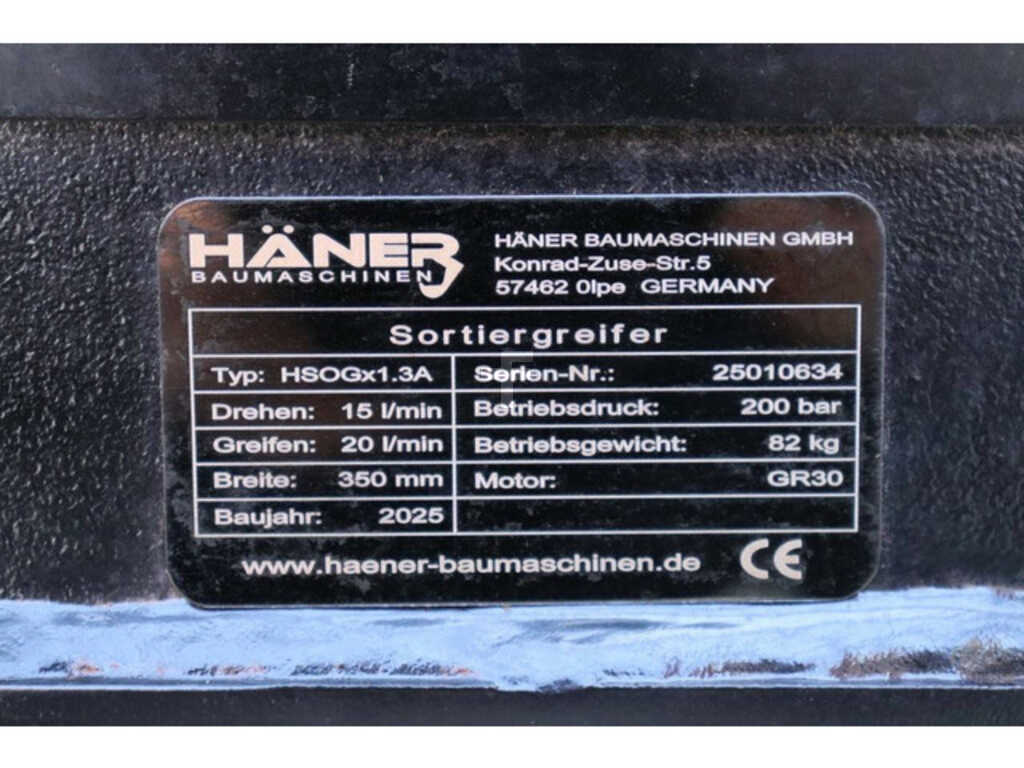 HÄNER
BAUMASCHINEN
HÄNER BAUMASCHINEN GMBH
Konrad-Zuse-Str.5
57462 Olpe GERMANY
Sortiergreifer
Typ: HSOGx1.3A Serien-Nr.: 25010634
Drehen: 15 l/min Betriebsdruck: 200 bar
Greifen: 20 l/min Betriebsgewicht: 82 kg
Breite: 350 mm Motor: GR30
Baujahr: 2025
www.haener-baumaschinen.de CE